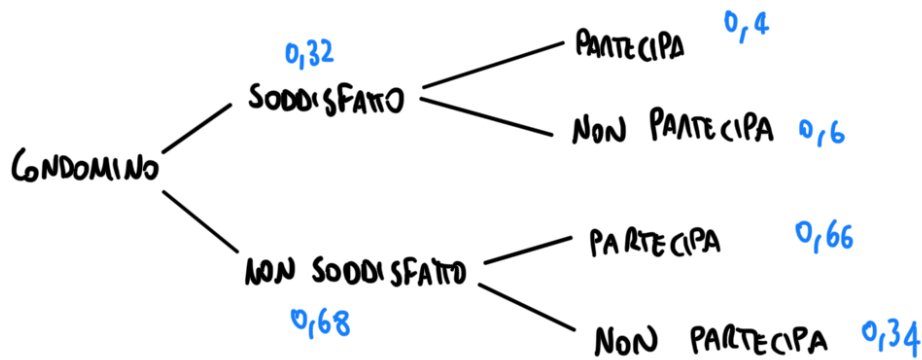 0,32
SODDISFATTO
PARTECIPA 0,4
NON PARTECIPA 0,6
CONDOMINO
NON SODDISFATTO
0,68
PARTECIPA 0,66
NON PARTECIPA 0,34